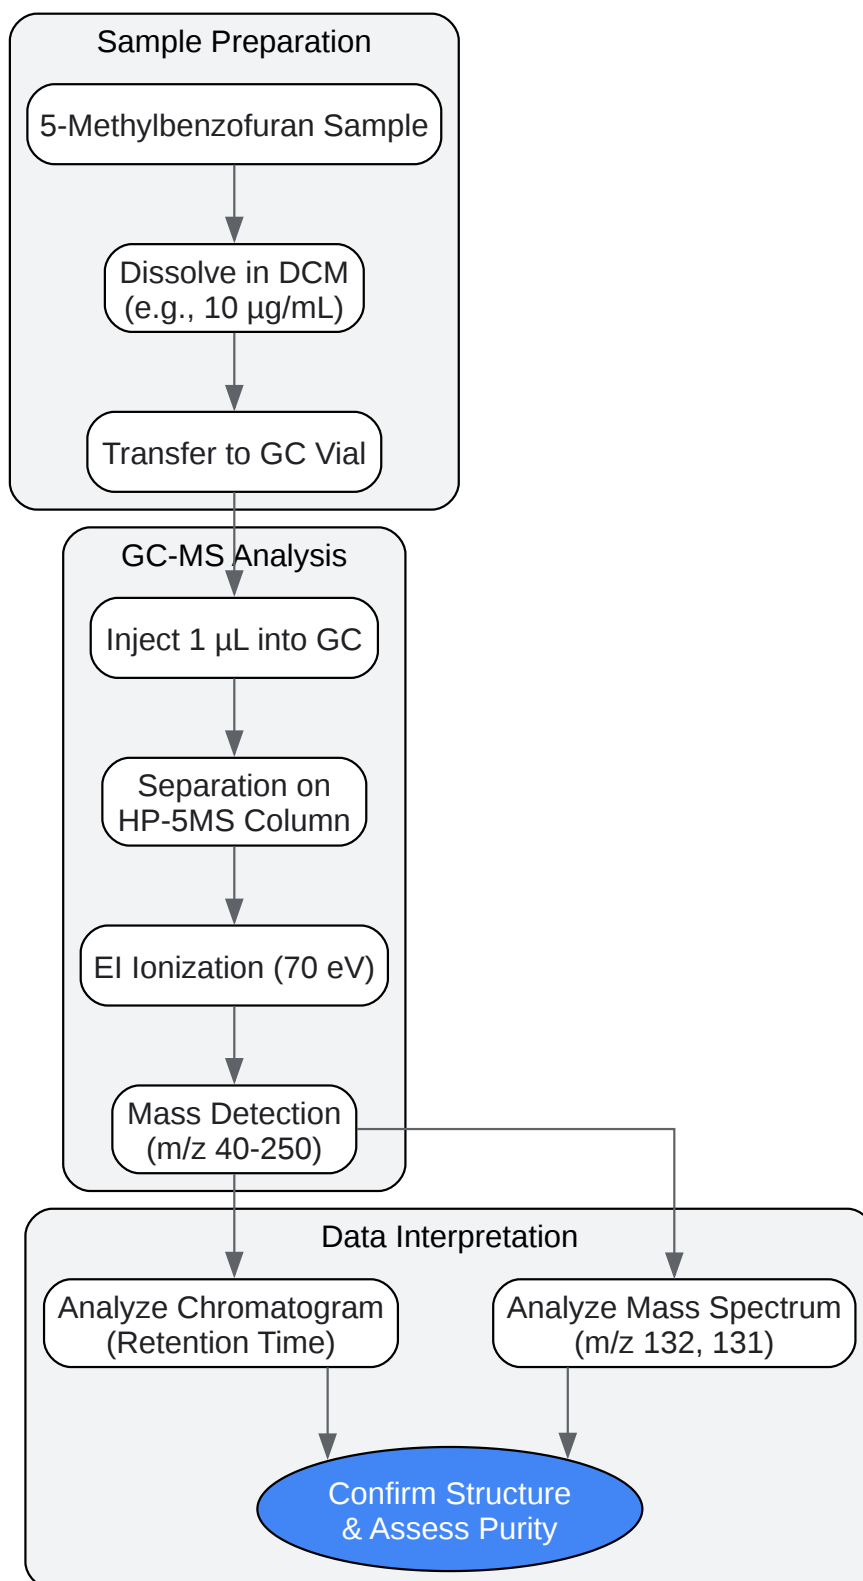 Sample Preparation
5-Methylbenzofuran Sample
Dissolve in DCM
(e.g., 10 µg/mL)
Transfer to GC Vial
GC-MS Analysis
Inject 1 µL into GC
Separation on
HP-5MS Column
EI Ionization (70 eV)
Mass Detection
(m/z 40-250)
Data Interpretation
Analyze Chromatogram
(Retention Time)
Analyze Mass Spectrum
(m/z 132, 131)
Confirm Structure
& Assess Purity